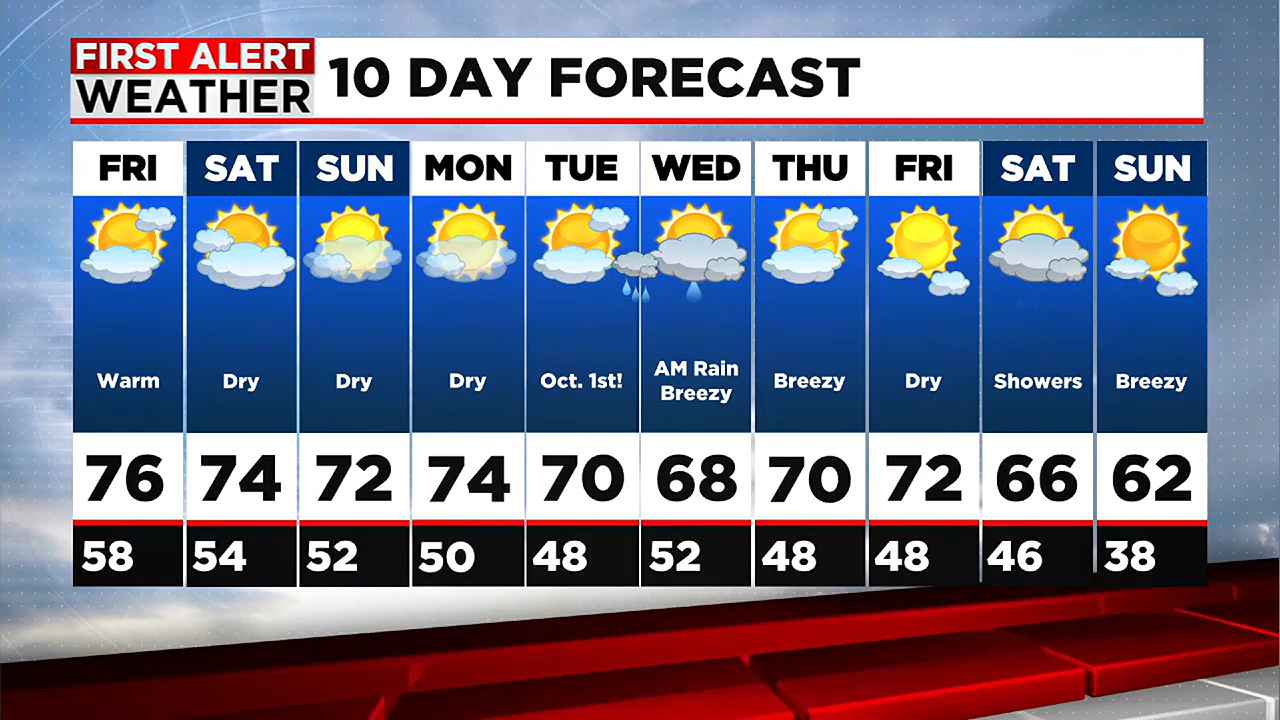 FIRST ALERT
WEATHER
10 DAY FORECAST
FRI SAT SUN MON TUE WED THU FRI SAT SUN
Warm Dry Dry Dry Oct. 1st! AM Rain Breezy Dry Showers Breezy
Breezy
76 74 72 74 70 68 70 72 66 62
58 54 52 50 48 52 48 48 46 38